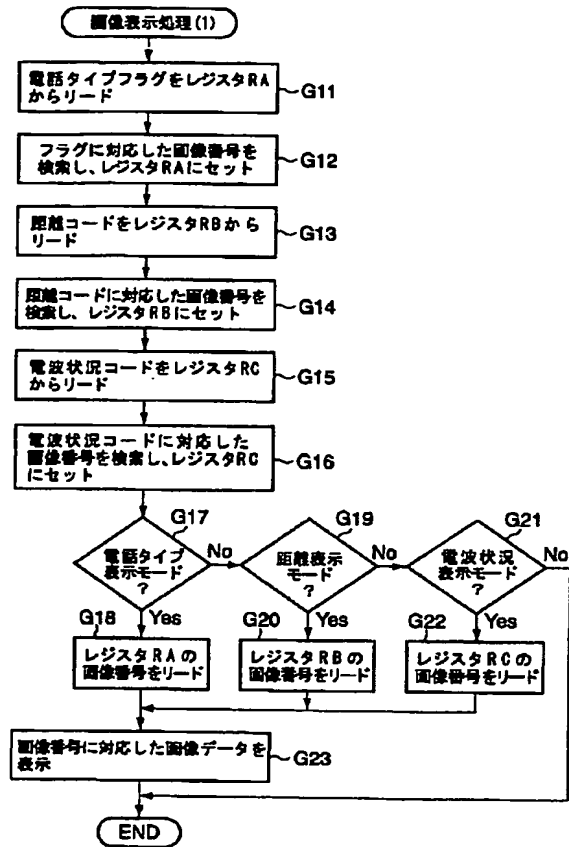 画像表示処理(1)
電話タイプフラグをレジスタRA
からリード
G11
フラグに対応した画像番号を
検索し、レジスタRAにセット
G12
距離コードをレジスタRBから
リード
G13
距離コードに対応した画像番号を
検索し、レジスタRBにセット
G14
電波状況コードをレジスタRC
からリード
G15
電波状況コードに対応した
画像番号を検索し、レジスタRC
にセット
G16
G17
電話タイプ
表示モード
?
No
Yes
G19
距離表示
モード
?
No
Yes
G21
電波状況
表示モード
?
No
Yes
G18
レジスタRAの
画像番号をリード
G20
レジスタRBの
画像番号をリード
G22
レジスタRCの
画像番号をリード
画像番号に対応した画像データを
表示
G23
END